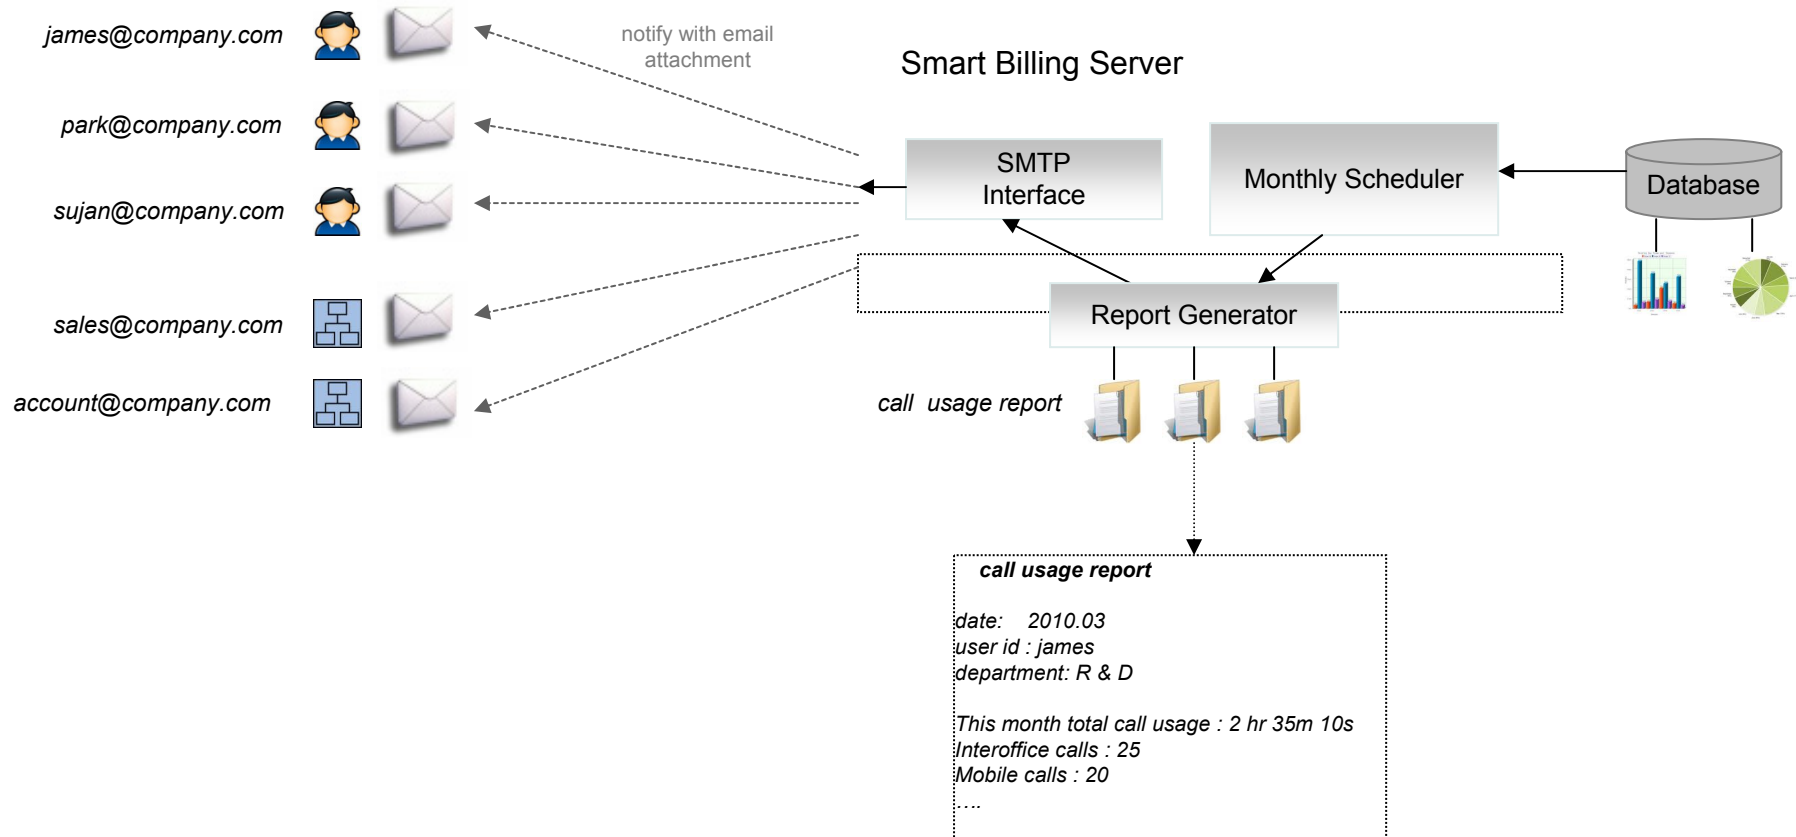 james@company.com
notify with email
attachment
Smart Billing Server
park@company.com
SMTP
Interface
Monthly Scheduler
Database
sujan@company.com
sales@company.com
Report Generator
account@company.com
call usage report
call usage report
date: 2010.03
user id : james
department: R & D
This month total call usage : 2 hr 35m 10s
Interoffice calls : 25
Mobile calls : 20
....